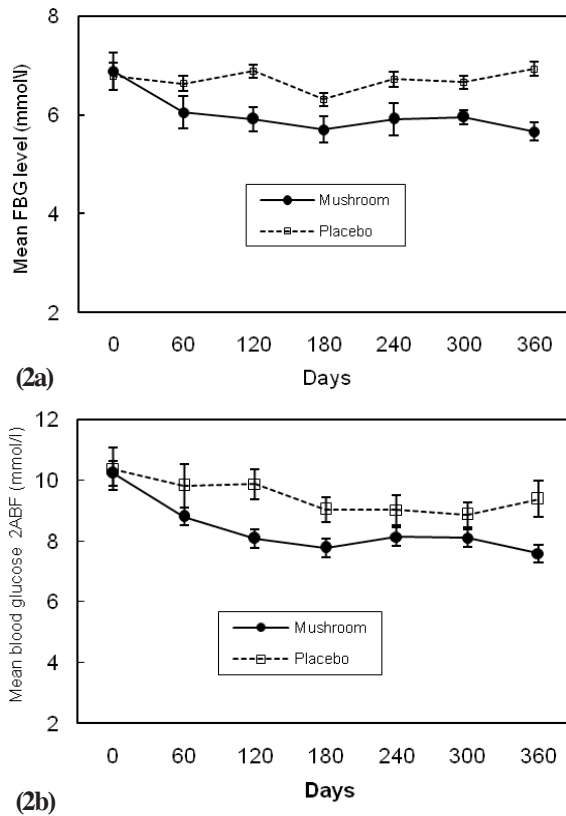 8
6
4
2
Mean FBG level (mmoN)
Mushroom
Placebo
0 60 120 180 240 300 360
Days
(2a)
12
10
8
6
4
2
Mean blood glucose 2ABF (mmol/l)
Mushroom
Placebo
0 60 120 180 240 300 360
Days
(2b)